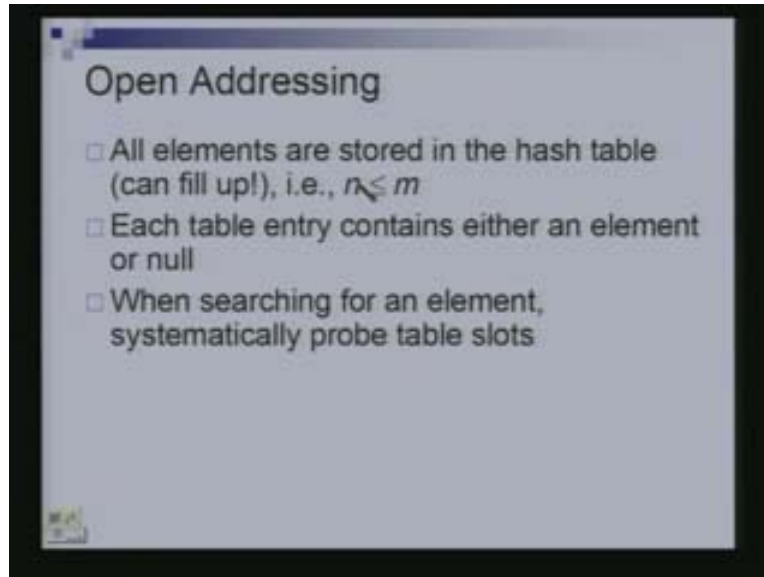 Open Addressing
All elements are stored in the hash table
(can fill up!), i.e., n ≤ m
Each table entry contains either an element
or null
When searching for an element,
systematically probe table slots